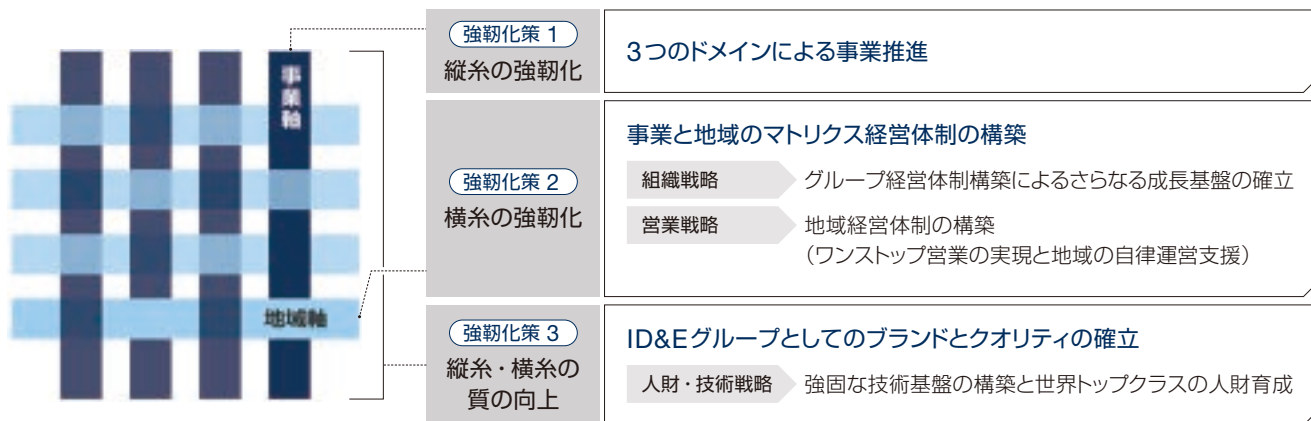 事業軸
地域軸
強靭化策 1
縦糸の強靭化
3つのドメインによる事業推進
強靭化策 2
横糸の強靭化
事業と地域のマトリクス経営体制の構築
組織戦略 グループ経営体制構築によるさらなる成長基盤の確立
営業戦略 地域経営体制の構築
（ワンストップ営業の実現と地域の自律運営支援）
強靭化策 3
縦糸・横糸の
質の向上
ID&Eグループとしてのブランドとクオリティの確立
人財・技術戦略 強固な技術基盤の構築と世界トップクラスの人財育成